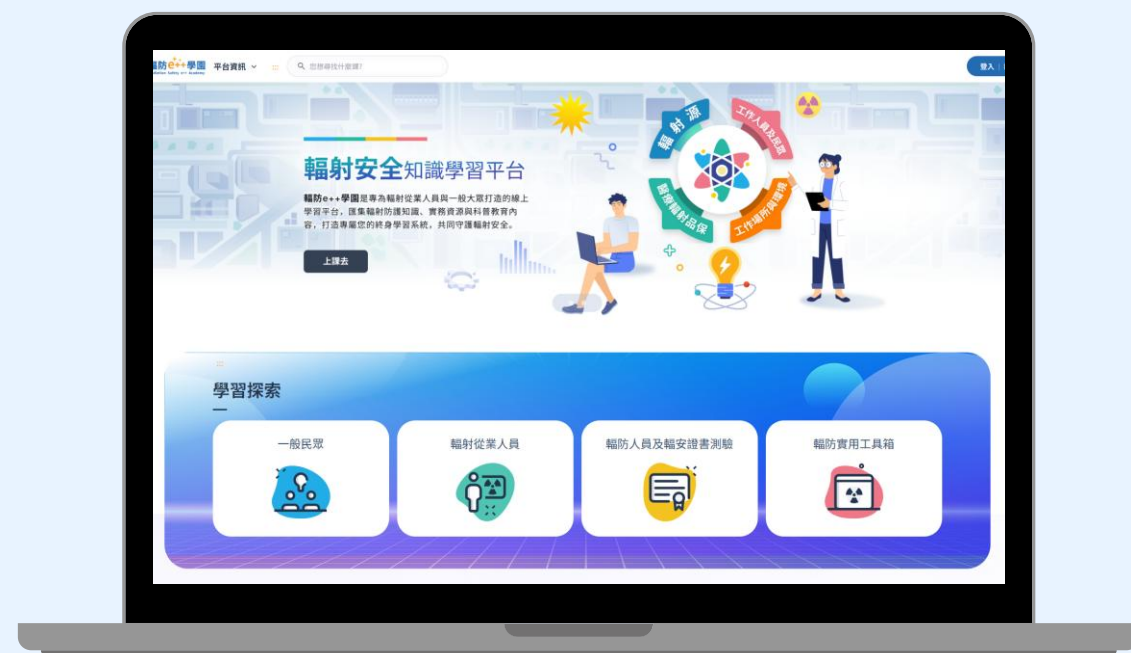 輻防e++學園
平台資訊
您想尋找什麼課?
登入
輻射源
工作人員及民眾
醫療輻射品保
工作場所與環境
輻射安全知識學習平台
輻防e++學園是專為輻射從業人員與一般大眾打造的線上
學習平台，匯集輻射防護知識、實務資源與科普教育內
容，打造專屬您的終身學習系統，共同守護輻射安全。
上課去
學習探索
一般民眾
輻射從業人員
輻防人員及輻安證書測驗
輻防實用工具箱